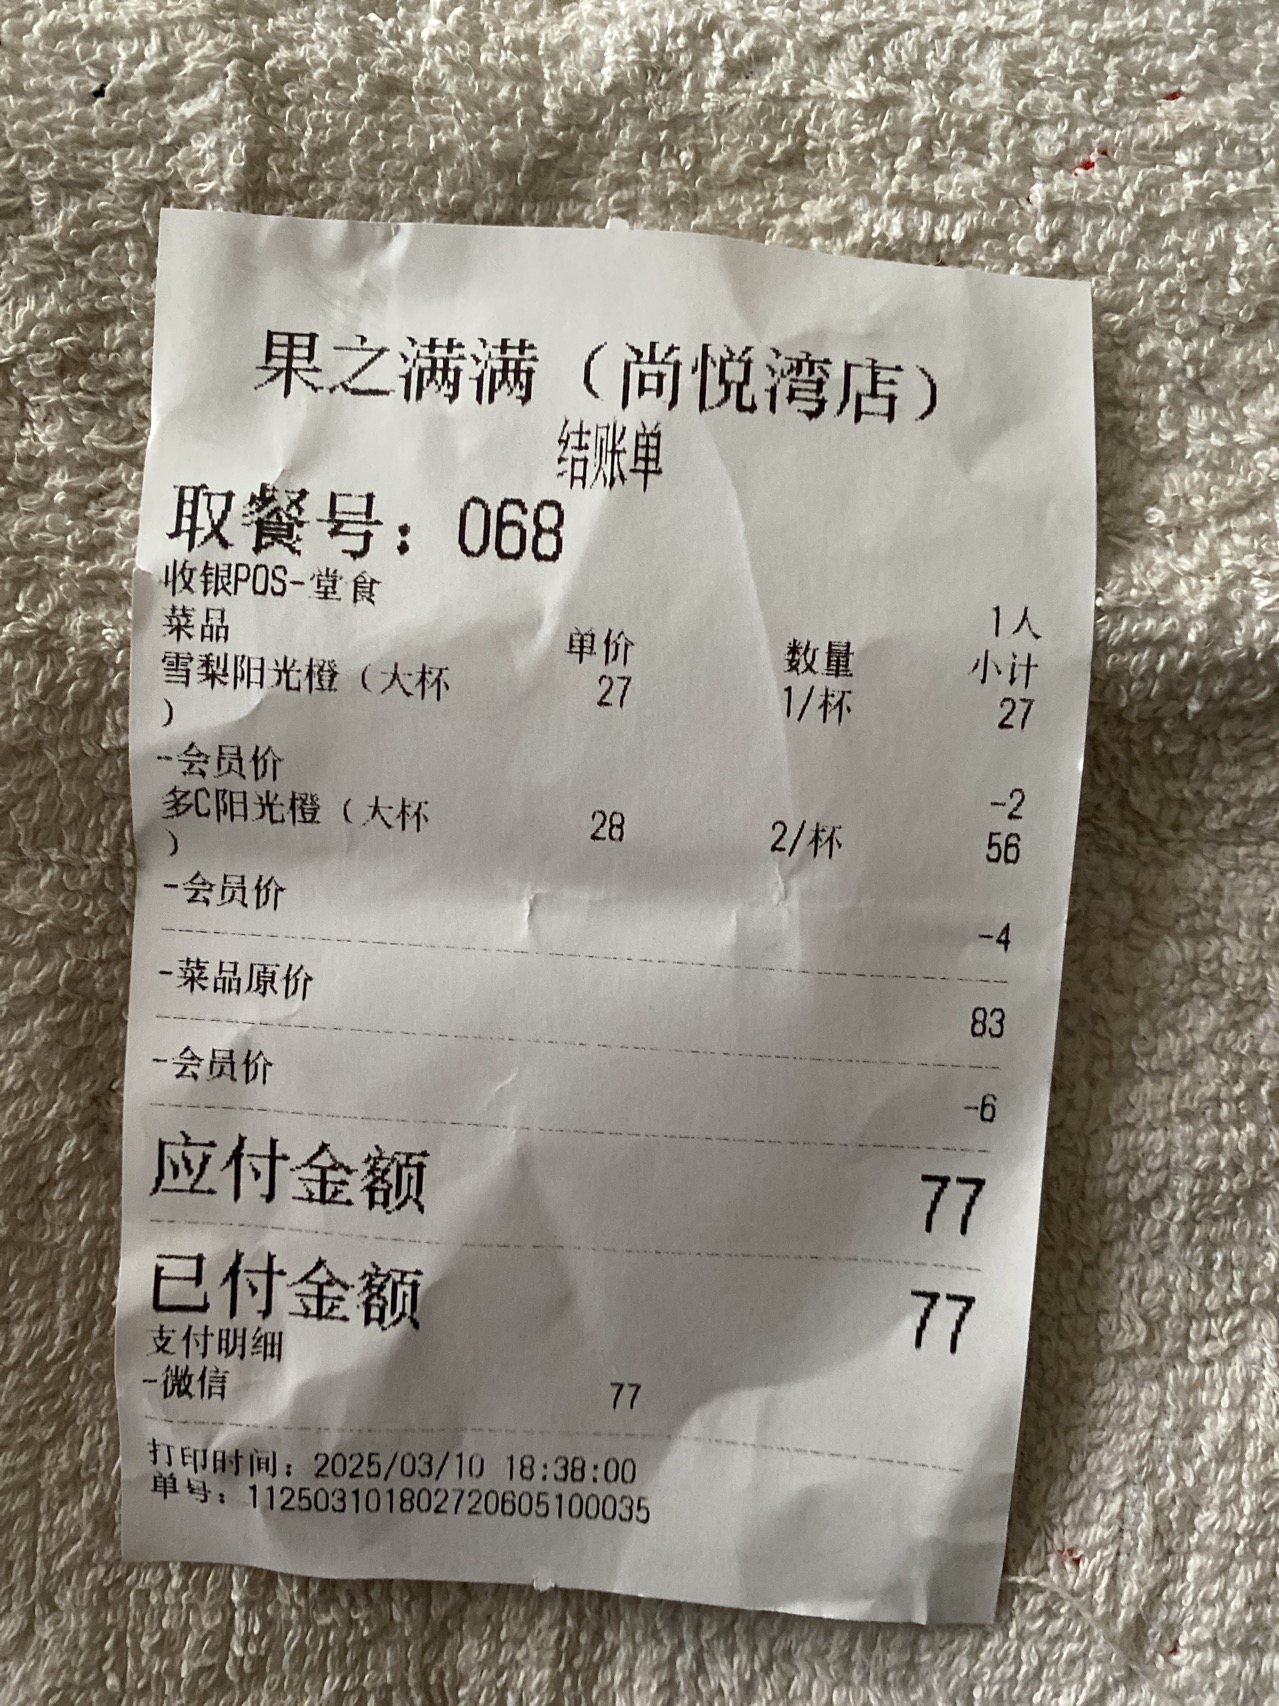 果之满满（尚悦湾店）
结账单
取餐号：068
收银POS-堂食 1人
菜品 单价 数量 小计
雪梨阳光橙（大杯 27 1/杯 27
）
-会员价 -2
多C阳光橙（大杯 28 2/杯 56
）
-会员价 -4
-菜品原价 83
-会员价 -6
应付金额 77
已付金额 77
支付明细
-微信 77
打印时间：2025/03/10 18:38:00
单号：1125031018027206051​00035